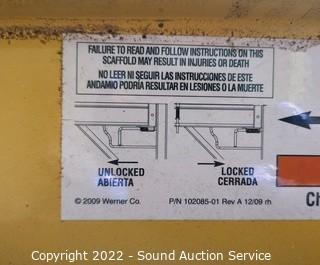 FAILURE TO READ AND FOLLOW INSTRUCTIONS ON THIS
SCAFFOLD MAY RESULT IN INJURIES OR DEATH
NO LEER NI SEGUIR LAS INSTRUCCIONES DE ESTE
ANDAMIO PODRÍA RESULTAR EN LESIONES O LA MUERTE
UNLOCKED
ABIERTA
LOCKED
CERRADA
© 2009 Werner Co.
P/N 102085-01 Rev A 12/09 rh
Ch
Copyright 2022 - Sound Auction Service